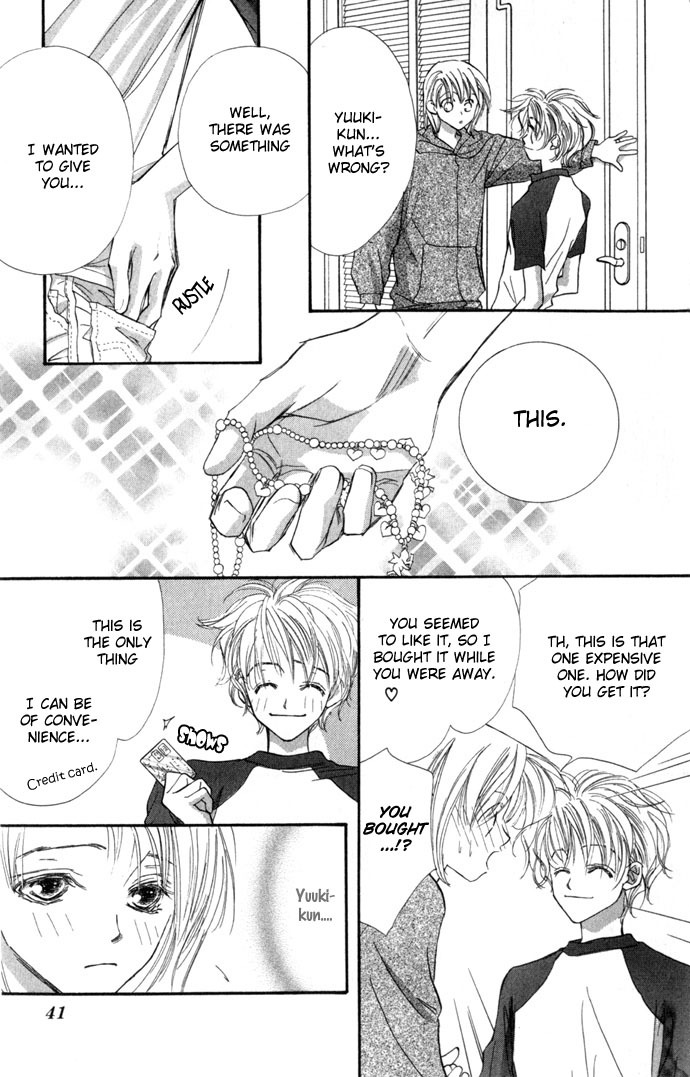 YUUKI-
KUN...
WHAT'S
WRONG?
WELL,
THERE WAS
SOMETHING
I WANTED
TO GIVE
YOU...
RUSTLE
THIS.
TH, THIS IS THAT
ONE EXPENSIVE
ONE. HOW DID
YOU GET IT?
YOU SEEMED
TO LIKE IT, SO I
BOUGHT IT WHILE
YOU WERE AWAY.
♡
YOU
BOUGHT
...!?
THIS IS
THE ONLY
THING
I CAN BE
OF CONVE-
NIENCE...
SHOWS
Credit card.
Yuuki-
kun....
41